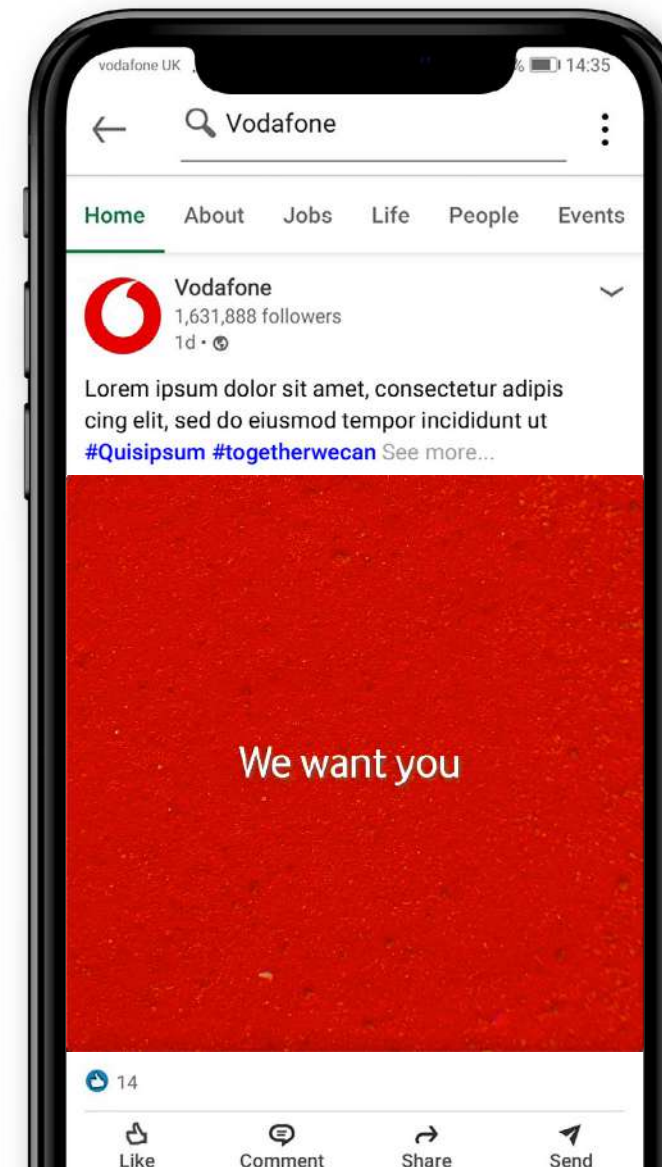 vodafone UK
% 14:35
Vodafone
Home About Jobs Life People Events
Vodafone
1,631,888 followers
1d •
Lorem ipsum dolor sit amet, consectetur adipis
cing elit, sed do eiusmod tempor incididunt ut
#Quisipsum #togetherwecan See more...
We want you
14
Like Comment Share Send